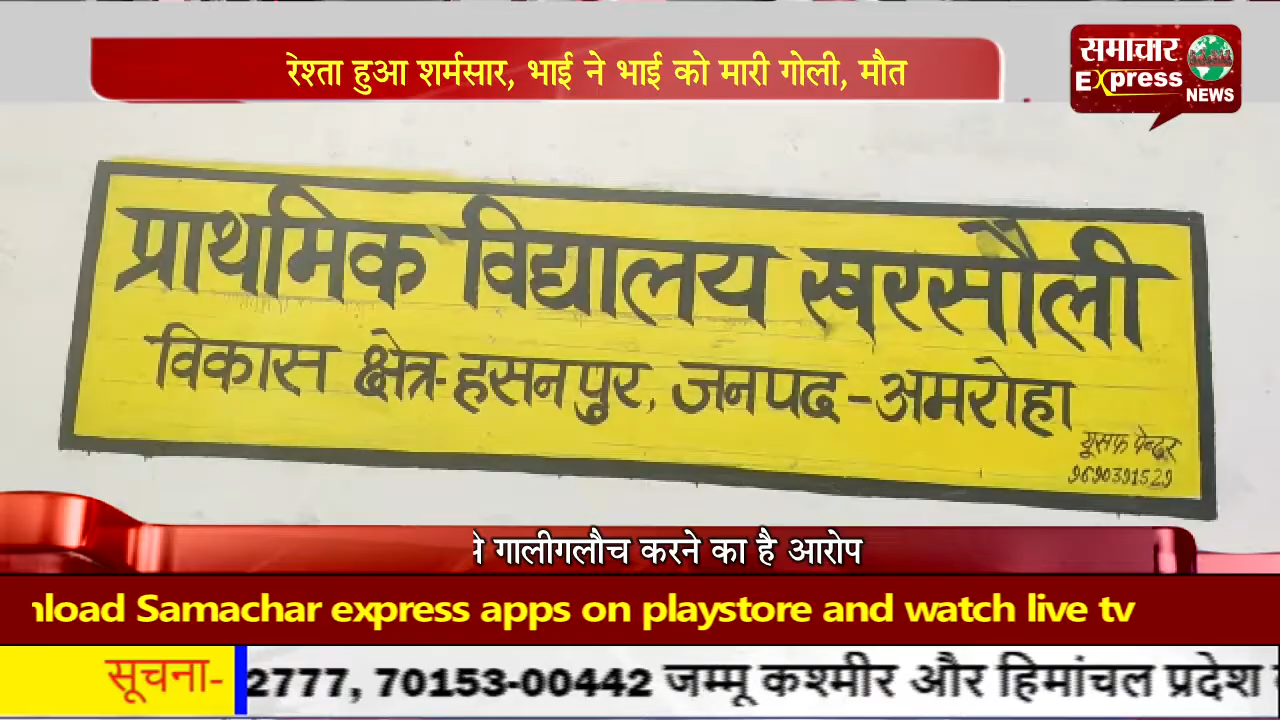 रेश्ता हुआ शर्मसार, भाई ने भाई को मारी गोली, मौत
समाचार
Express
NEWS
प्राथमिक विद्यालय खरसौली
विकास क्षेत्र-हसनपुर, जनपद-अमरोहा
यूसुफ पेन्टर
9690391529
से गालीगलौच करने का है आरोप
nload Samachar express apps on playstore and watch live tv
सूचना- 2777, 70153-00442 जम्मू कश्मीर और हिमांचल प्रदेश